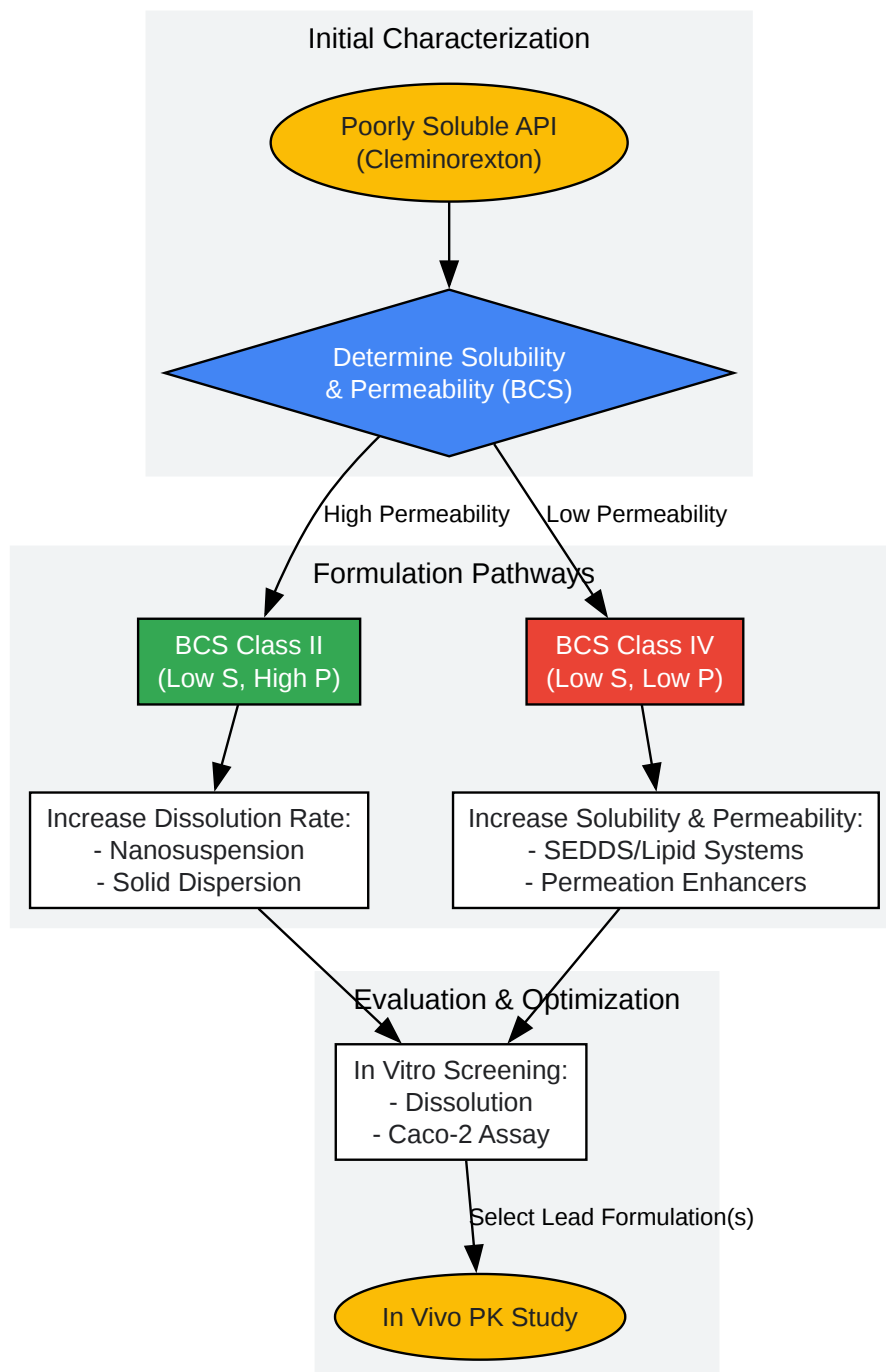 Initial Characterization
Poorly Soluble API
(Cleminorexton)
Determine Solubility
& Permeability (BCS)
High Permeability
Low Permeability
Formulation Pathways
BCS Class II
(Low S, High P)
BCS Class IV
(Low S, Low P)
Increase Dissolution Rate:
- Nanosuspension
- Solid Dispersion
Increase Solubility & Permeability:
- SEDDS/Lipid Systems
- Permeation Enhancers
Evaluation & Optimization
In Vitro Screening:
- Dissolution
- Caco-2 Assay
Select Lead Formulation(s)
In Vivo PK Study